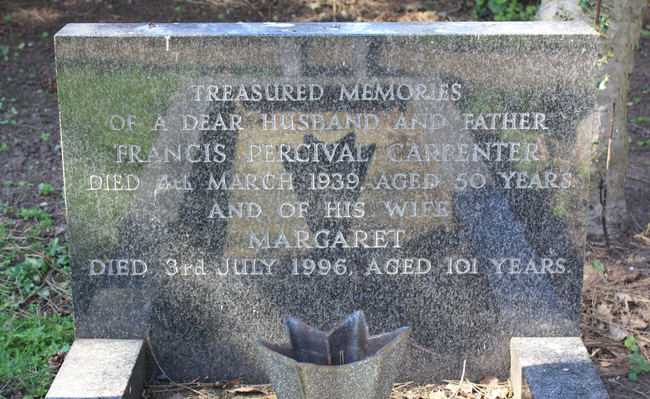 TREASURED MEMORIES
OF A DEAR HUSBAND AND FATHER
FRANCIS PERCIVAL CARPENTER
DIED 4th MARCH 1939, AGED 50 YEARS.
AND OF HIS WIFE
MARGARET
DIED 3rd JULY 1996, AGED 101 YEARS.